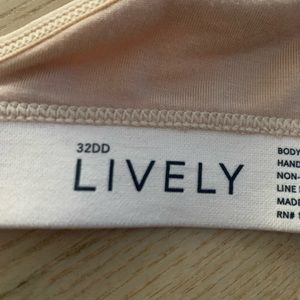 32DD
LIVELY
BODY
HAND
NON-
LINE
MADE
RN#